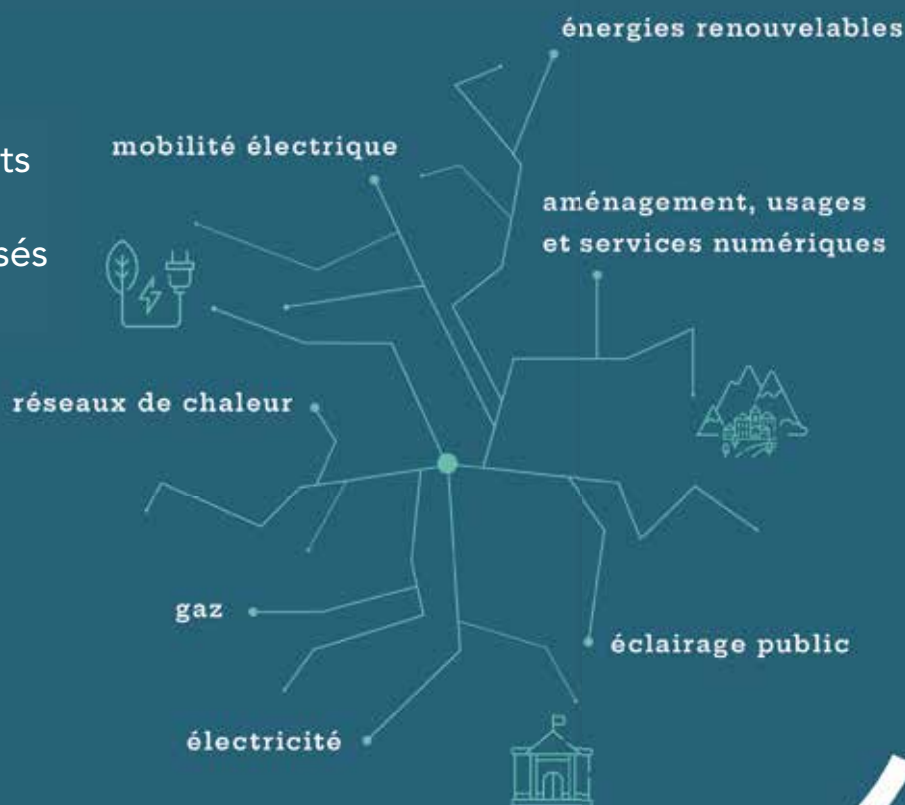 énergies renouvelables
mobilité électrique
aménagement, usages
et services numériques
réseaux de chaleur
gaz
éclairage public
électricité